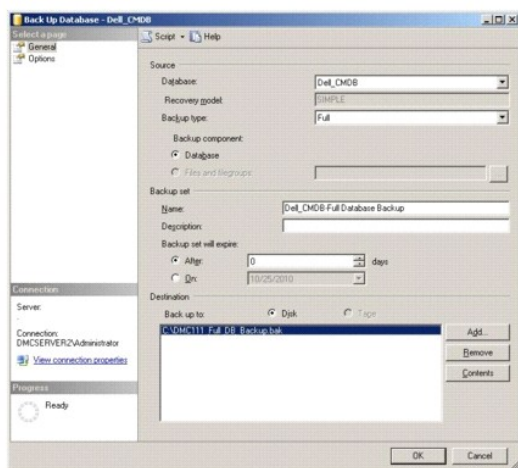 Back Up Database - Dell_CMDB
Select a page
General
Options
Script
Help
Source
Database:
Dell_CMDB
Recovery model:
SIMPLE
Backup type:
Full
Backup component:
Database
Files and filegroups:
...
Backup set
Name:
Dell_CMDB-Full Database Backup
Description:
Backup set will expire:
After:
0
days
On:
10/25/2010
Destination
Back up to:
Disk
Tape
C:\DMC111_Full_DB_Backup.bak
Add...
Remove
Contents
Connection
Server:
.
Connection:
DMCSERVER2\Administrator
View connection properties
Progress
Ready
OK
Cancel